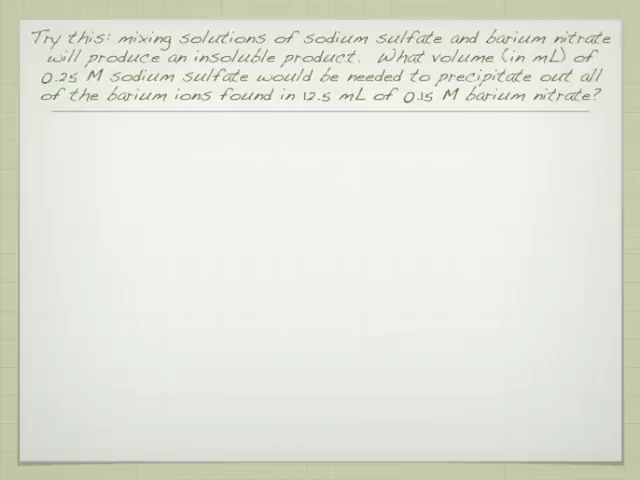 Try this: mixing solutions of sodium sulfate and barium nitrate
will produce an insoluble product. What volume (in mL) of
0.25 M sodium sulfate would be needed to precipitate out all
of the barium ions found in 12.5 mL of 0.15 M barium nitrate?